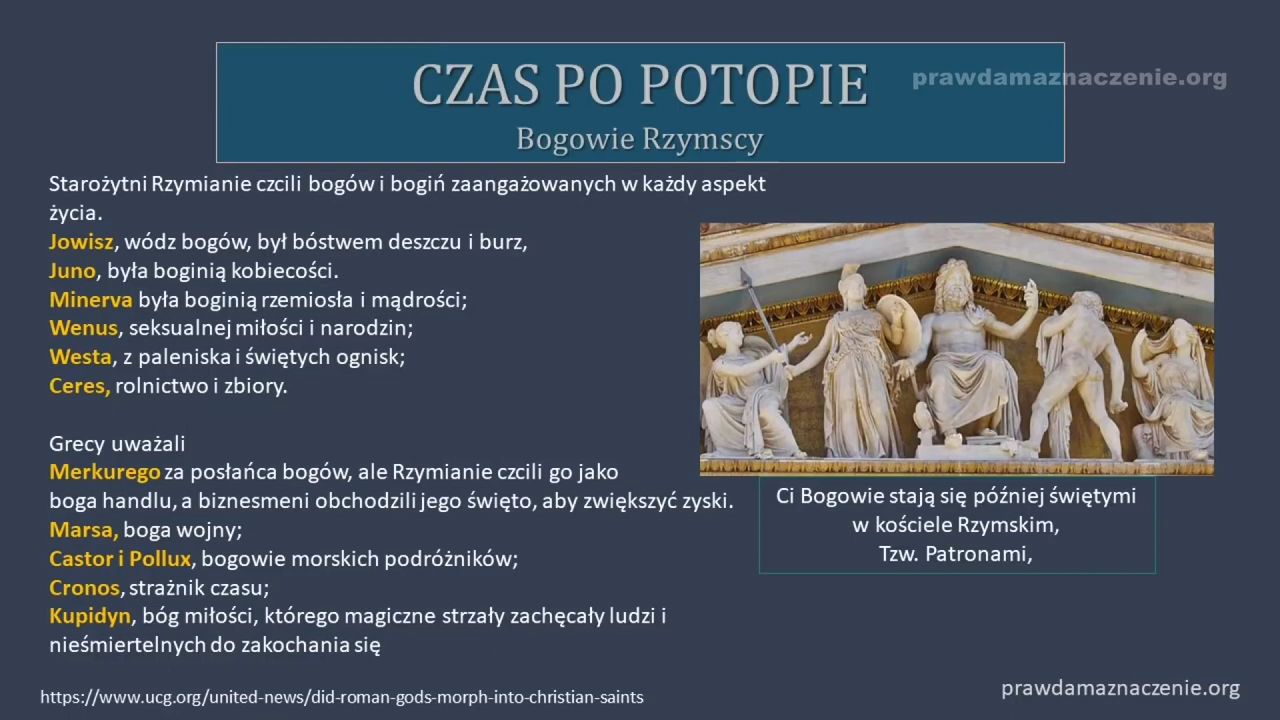 CZAS PO POTOPIE
prawdamaznaczenie.org
Bogowie Rzymscy
Starożytni Rzymianie czcili bogów i bogiń zaangażowanych w każdy aspekt
życia.
Jowisz, wódz bogów, był bóstwem deszczu i burz,
Juno, była boginią kobiecości.
Minerva była boginią rzemiosła i mądrości;
Wenus, seksualnej miłości i narodzin;
Westa, z paleniska i świętych ognisk;
Ceres, rolnictwo i zbiory.
Grecy uważali
Merkurego za posłańca bogów, ale Rzymianie czcili go jako
boga handlu, a biznesmeni obchodzili jego święto, aby zwiększyć zyski.
Marsa, boga wojny;
Castor i Pollux, bogowie morskich podróżników;
Cronos, strażnik czasu;
Kupidyn, bóg miłości, którego magiczne strzały zachęcały ludzi i
nieśmiertelnych do zakochania się
Ci Bogowie stają się później świętymi
w kościele Rzymskim,
Tzw. Patronami,
https://www.ucg.org/united-news/did-roman-gods-morph-into-christian-saints
prawdamaznaczenie.org